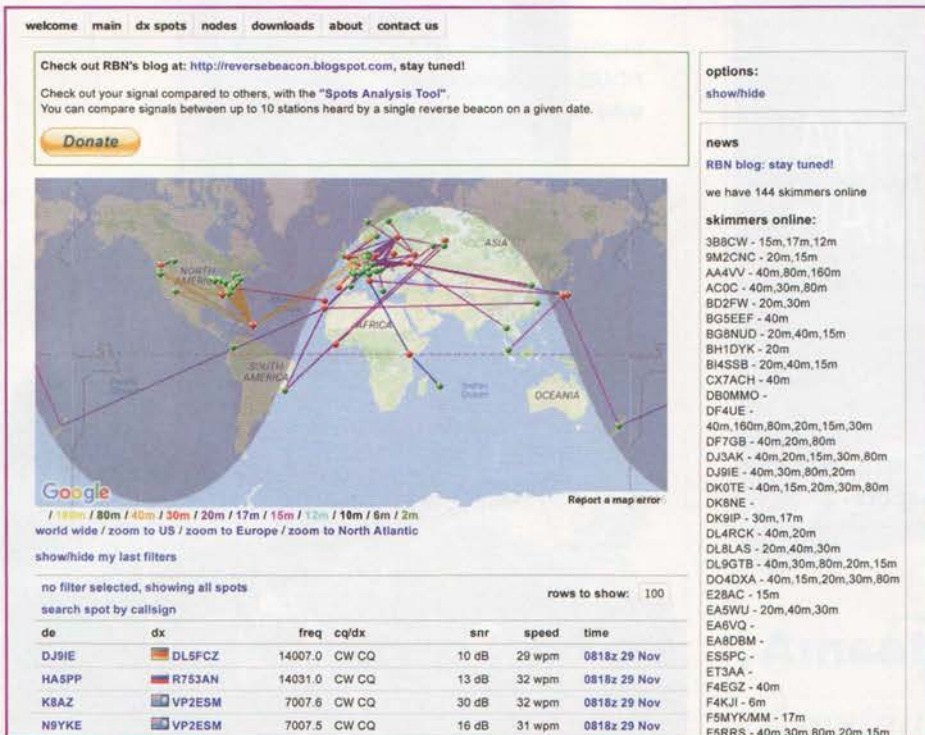 welcome main dx spots nodes downloads about contact us
Check out RBN's blog at: http://reversebeacon.blogspot.com, stay tuned!
Check out your signal compared to others, with the "Spots Analysis Tool".
You can compare signals between up to 10 stations heard by a single reverse beacon on a given date.
Donate
NORTH AMERICA
ASIA
AFRICA
SOUTH AMERICA
Indian Ocean
OCEANIA
Google
Report a map error
/ 160m / 80m / 40m / 30m / 20m / 17m / 15m / 12m / 10m / 6m / 2m
world wide / zoom to US / zoom to Europe / zoom to North Atlantic
show/hide my last filters
no filter selected, showing all spots
rows to show: 100
search spot by callsign
de dx freq cq/dx snr speed time
DJ9IE DL5FCZ 14007.0 CW CQ 10 dB 29 wpm 0818z 29 Nov
HA5PP R753AN 14031.0 CW CQ 13 dB 32 wpm 0818z 29 Nov
K8AZ VP2ESM 7007.6 CW CQ 30 dB 32 wpm 0818z 29 Nov
N9YKE VP2ESM 7007.5 CW CQ 16 dB 31 wpm 0818z 29 Nov
options:
show/hide
news
RBN blog: stay tuned!
we have 144 skimmers online
skimmers online:
3B8CW - 15m,17m,12m
9M2CNC - 20m,15m
AA4VV - 40m,80m,160m
AC0C - 40m,30m,80m
BD2FW - 20m,30m
BG5EEF - 40m
BG8NUD - 20m,40m,15m
BH1DYK - 20m
BI4SSB - 20m,40m,15m
CX7ACH - 40m
DB0MMO -
DF4UE -
40m,160m,80m,20m,15m,30m
DF7GB - 40m,20m,80m
DJ3AK - 40m,20m,15m,30m,80m
DJ9IE - 40m,30m,80m,20m
DK0TE - 40m,15m,20m,30m,80m
DK8NE -
DK9IP - 30m,17m
DL4RCK - 40m,20m
DL8LAS - 20m,40m,30m
DL9GTB - 40m,30m,80m,20m,15m
DO4DXA - 40m,15m,20m,30m,80m
E28AC - 15m
EA5WU - 20m,40m,30m
EA6VQ -
EA8DBM -
ES5PC -
ET3AA -
F4EGZ - 40m
F4KJI - 6m
F5MYK/MM - 17m
F5RRS - 40m,30m,80m,20m,15m